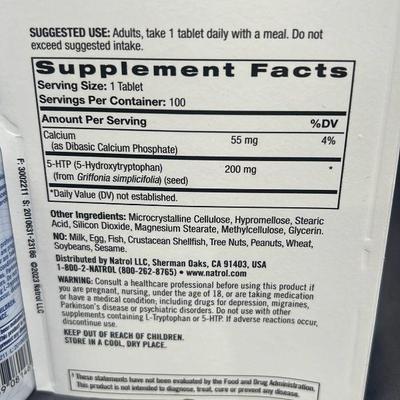 SUGGESTED USE: Adults, take 1 tablet daily with a meal. Do not
exceed suggested intake.
Supplement Facts
Serving Size: 1 Tablet
Servings Per Container: 100
Amount Per Serving %DV
Calcium 55 mg 4%
(as Dibasic Calcium Phosphate)
5-HTP (5-Hydroxytryptophan) 200 mg *
(from Griffonia simplicifolia) (seed)
*Daily Value (DV) not established.
Other Ingredients: Microcrystalline Cellulose, Hypromellose, Stearic
Acid, Silicon Dioxide, Magnesium Stearate, Methylcellulose, Glycerin.
NO: Milk, Egg, Fish, Crustacean Shellfish, Tree Nuts, Peanuts, Wheat,
Soybeans, Sesame.
Distributed by Natrol LLC, Sherman Oaks, CA 91403, USA
1-800-2-NATROL (800-262-8765) • www.natrol.com
WARNING: Consult a healthcare professional before using this product if
you are pregnant, nursing, under the age of 18, or are taking medication
or have a medical condition; including drugs for depression, migraines,
Parkinson's disease or psychiatric disorders. Do not use with other
supplements containing L-Tryptophan or 5-HTP. If adverse reactions occur,
discontinue use.
KEEP OUT OF REACH OF CHILDREN.
STORE IN A COOL, DRY PLACE.
These statements have not been evaluated by the Food and Drug Administration.
This product is not intended to diagnose, treat, cure or prevent any disease.
F: 3002211 S: 2010631-23186 ©2023 Natrol LLC